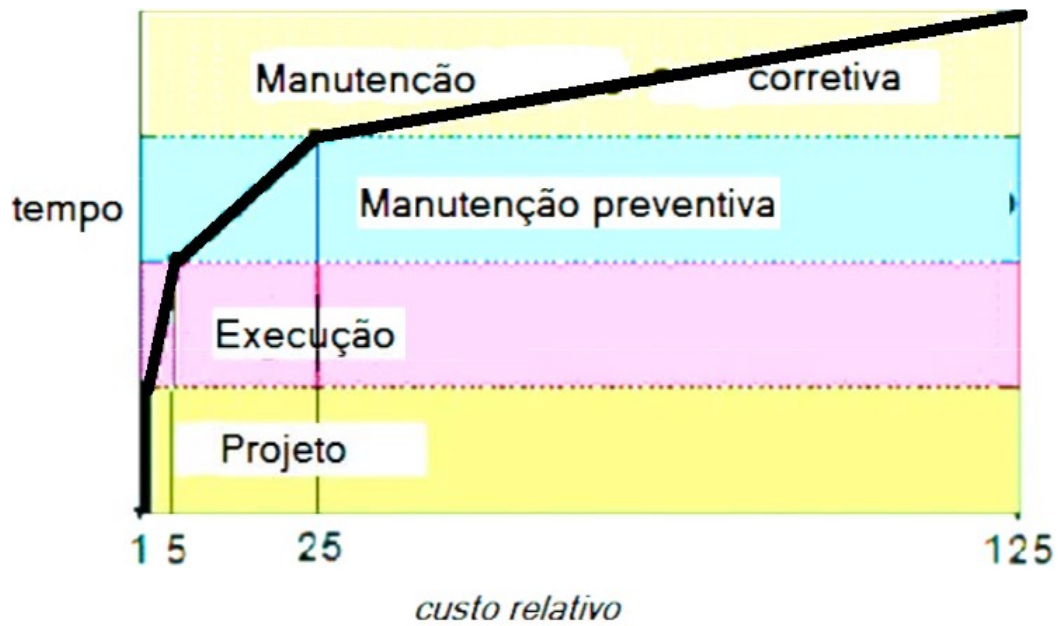 Manutenção corretiva
tempo
Manutenção preventiva
Execução
Projeto
1 5 25 125
custo relativo